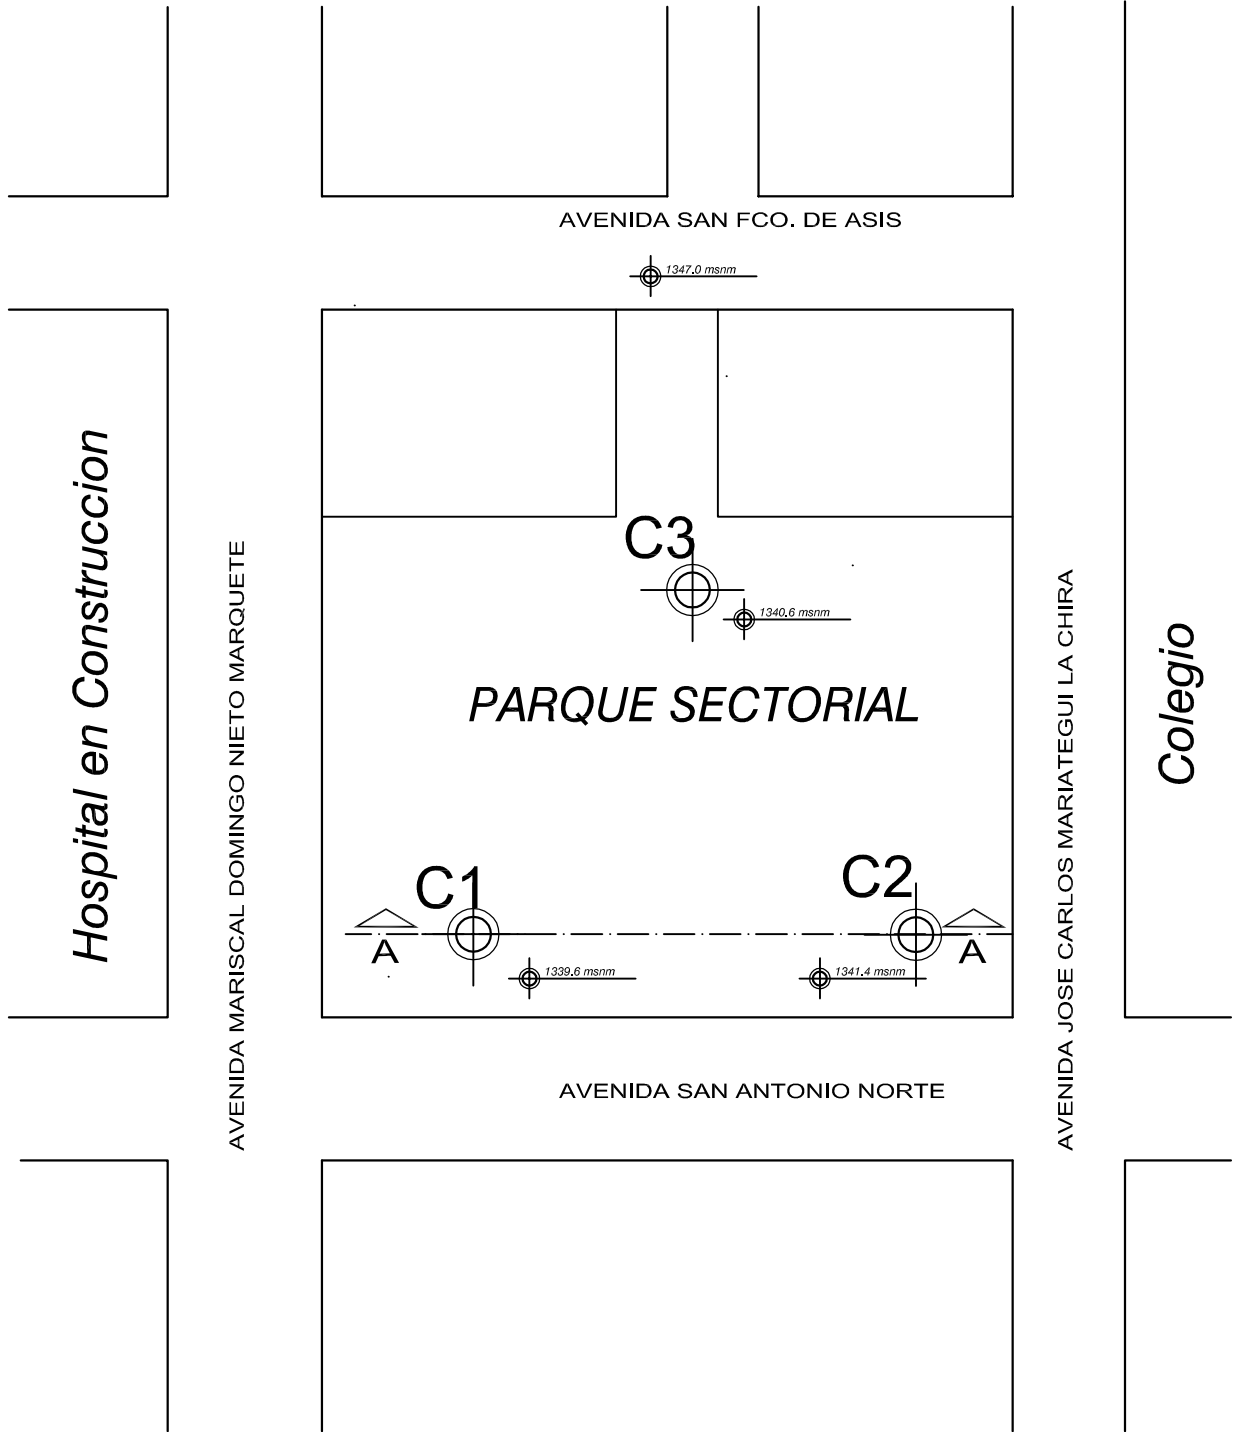 AVENIDA SAN FCO. DE ASIS
1347.0 msnm
Hospital en Construccion
AVENIDA MARISCAL DOMINGO NIETO MARQUETE
C3
1340.6 msnm
PARQUE SECTORIAL
AVENIDA JOSE CARLOS MARIATEGUI LA CHIRA
Colegio
C1
C2
A
A
1339.6 msnm
1341.4 msnm
AVENIDA SAN ANTONIO NORTE